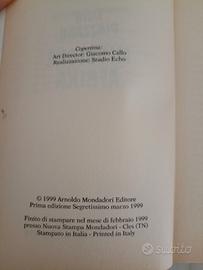 Copertina:
Art Director: Giacomo Callo
Realizzazione: Studio Echo
© 1999 Arnoldo Mondadori Editore
Prima edizione Segretissimo marzo 1999
Finito di stampare nel mese di febbraio 1999
presso Nuova Stampa Mondadori - Cles (TN)
Stampato in Italia - Printed in Italy
subito